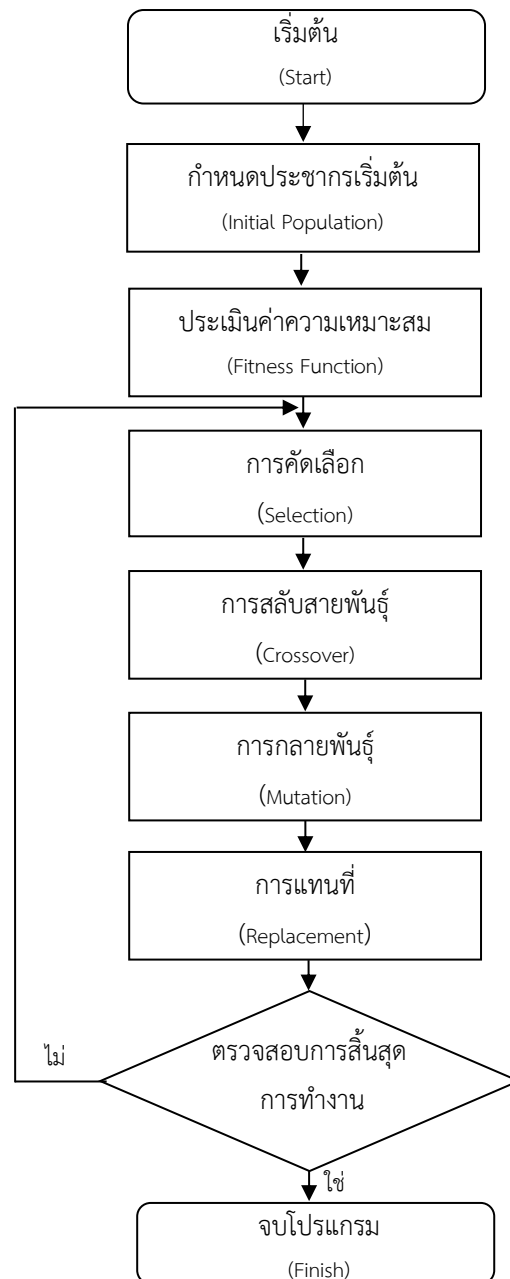 เริ่มต้น
(Start)
กำหนดประชากรเริ่มต้น
(Initial Population)
ประเมินค่าความเหมาะสม
(Fitness Function)
การคัดเลือก
(Selection)
การสลับสายพันธุ์
(Crossover)
การกลายพันธุ์
(Mutation)
การแทนที่
(Replacement)
ไม่
ตรวจสอบการสิ้นสุด
การทำงาน
ใช่
จบโปรแกรม
(Finish)